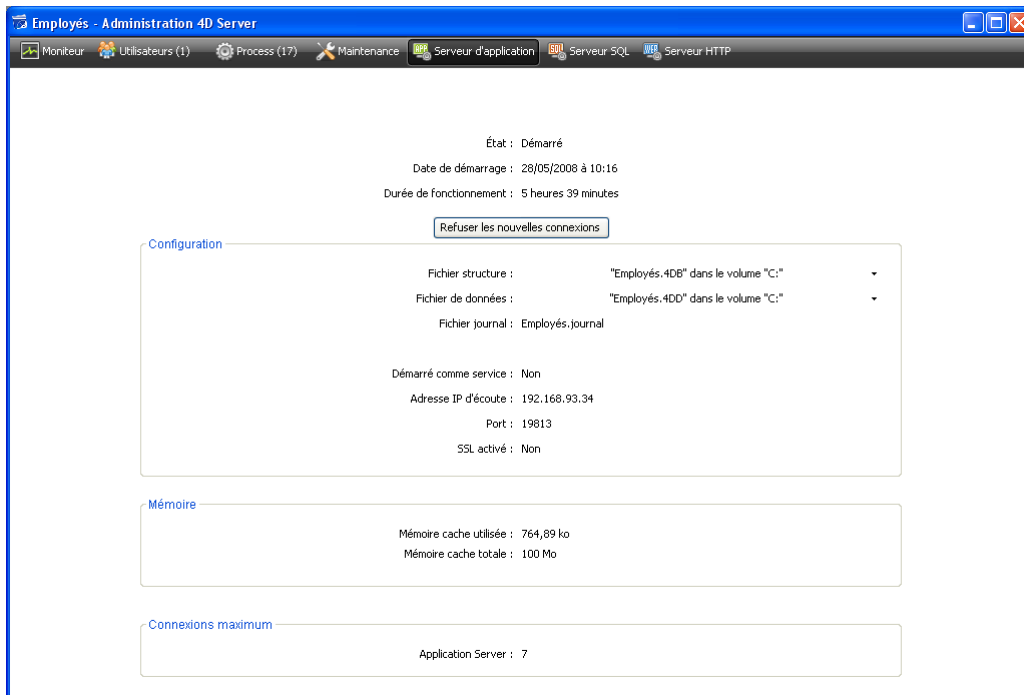 Employés - Administration 4D Server
Moniteur Utilisateurs (1) Process (17) Maintenance Serveur d'application Serveur SQL Serveur HTTP
État : Démarré
Date de démarrage : 28/05/2008 à 10:16
Durée de fonctionnement : 5 heures 39 minutes
Refuser les nouvelles connexions
Configuration
Fichier structure : "Employés.4DB" dans le volume "C:"
Fichier de données : "Employés.4DD" dans le volume "C:"
Fichier journal : Employés.journal
Démarré comme service : Non
Adresse IP d'écoute : 192.168.93.34
Port : 19813
SSL activé : Non
Mémoire
Mémoire cache utilisée : 764,89 ko
Mémoire cache totale : 100 Mo
Connexions maximum
Application Server : 7